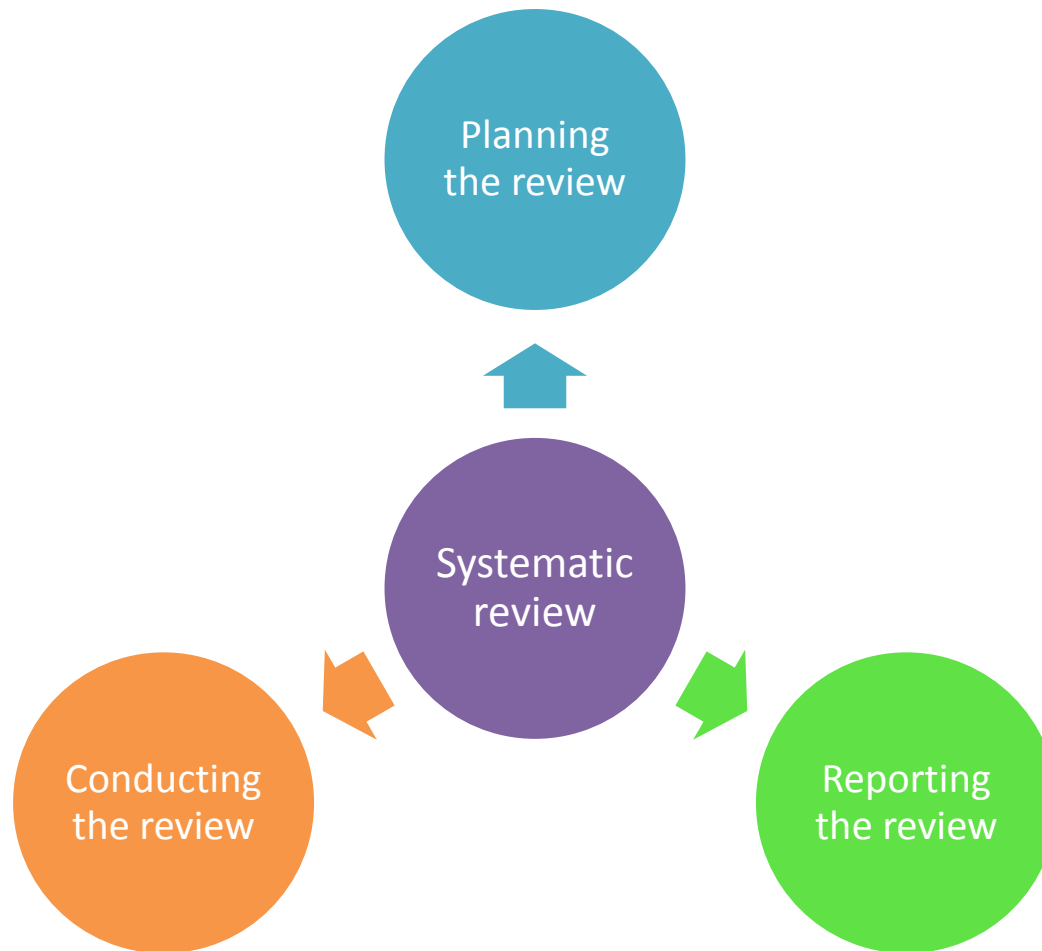 Planning
the review
Systematic
review
Conducting
the review
Reporting
the review